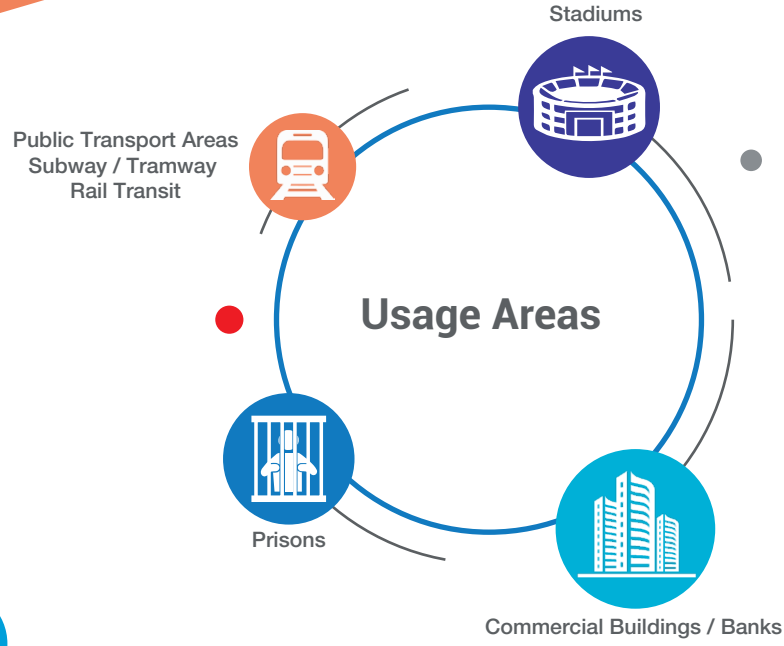 Stadiums
Public Transport Areas
Subway / Tramway
Rail Transit
Usage Areas
Prisons
Commercial Buildings / Banks